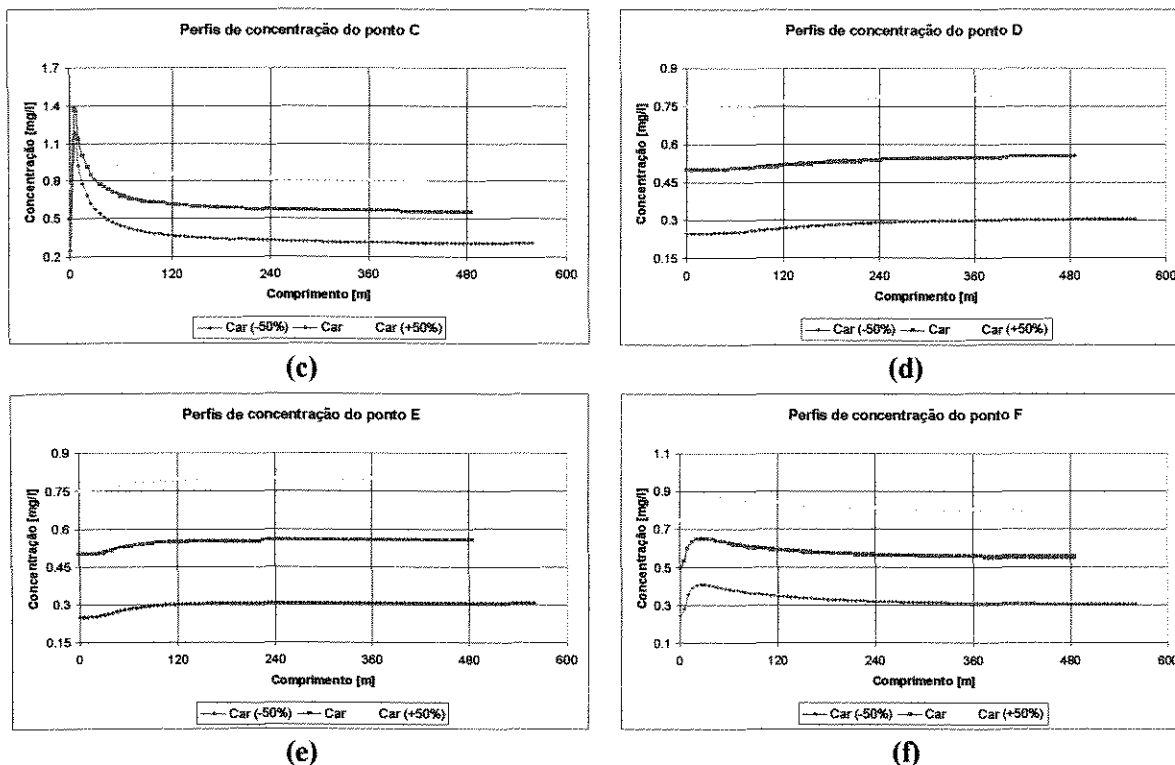 Perfis de concentração do ponto C
Concentração [mg/l]
1.7
1.4
1.1
0.8
0.5
0.2
0 120 240 360 480 600
Comprimento [m]
Car (-50%) Car Car (+50%)
(c)
Perfis de concentração do ponto D
Concentração [mg/l]
0.9
0.75
0.6
0.45
0.3
0.15
0 120 240 360 480 600
Comprimento [m]
Car (-50%) Car Car (+50%)
(d)
Perfis de concentração do ponto E
Concentração [mg/l]
0.9
0.75
0.6
0.45
0.3
0.15
0 120 240 360 480 600
Comprimento [m]
Car (-50%) Car Car (+50%)
(e)
Perfis de concentração do ponto F
Concentração [mg/l]
1.1
0.9
0.7
0.5
0.3
0.1
0 120 240 360 480 600
Comprimento [m]
Car (-50%) Car Car (+50%)
(f)